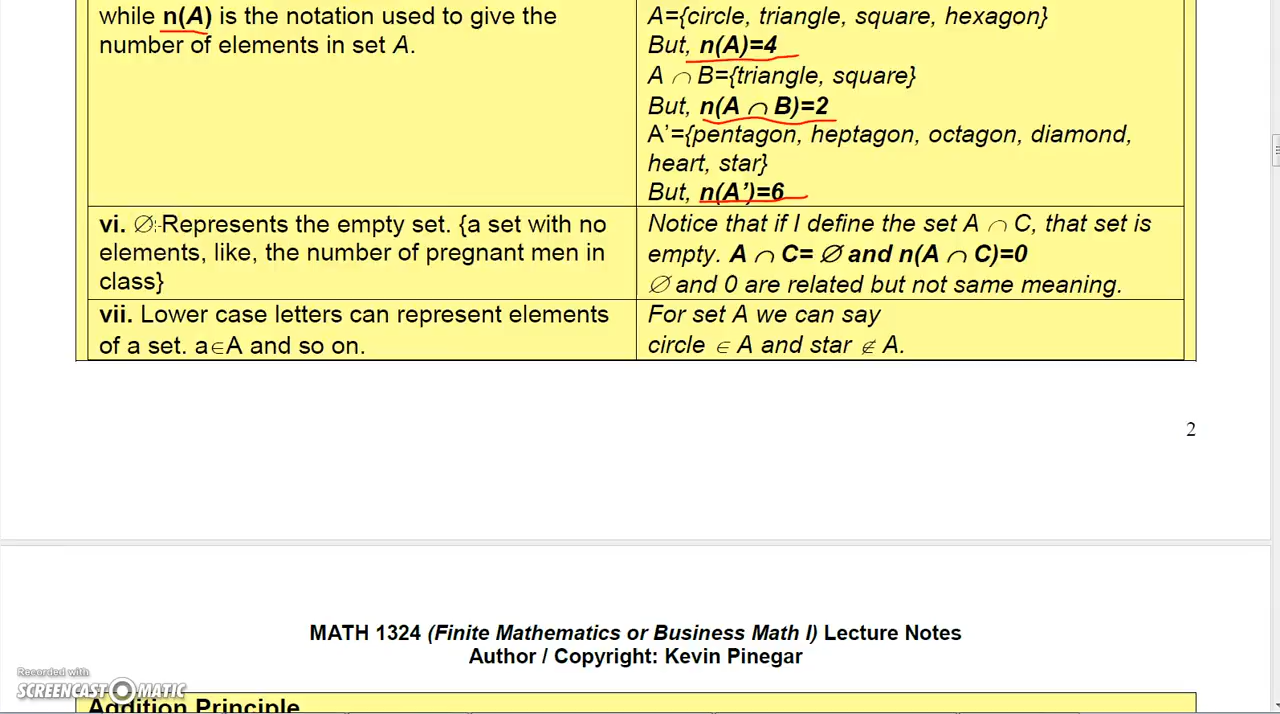 while n(A) is the notation used to give the
number of elements in set A.
A={circle, triangle, square, hexagon}
But, n(A)=4
A ∩ B={triangle, square}
But, n(A ∩ B)=2
A’={pentagon, heptagon, octagon, diamond,
heart, star}
But, n(A’)=6
vi. ∅-Represents the empty set. {a set with no
elements, like, the number of pregnant men in
class}
Notice that if I define the set A ∩ C, that set is
empty. A ∩ C= ∅ and n(A ∩ C)=0
∅ and 0 are related but not same meaning.
vii. Lower case letters can represent elements
of a set. a∈A and so on.
For set A we can say
circle ∈ A and star ∉ A.
2
MATH 1324 (Finite Mathematics or Business Math I) Lecture Notes
Author / Copyright: Kevin Pinegar
Recorded with
SCREENCAST-O-MATIC
Addition Principle